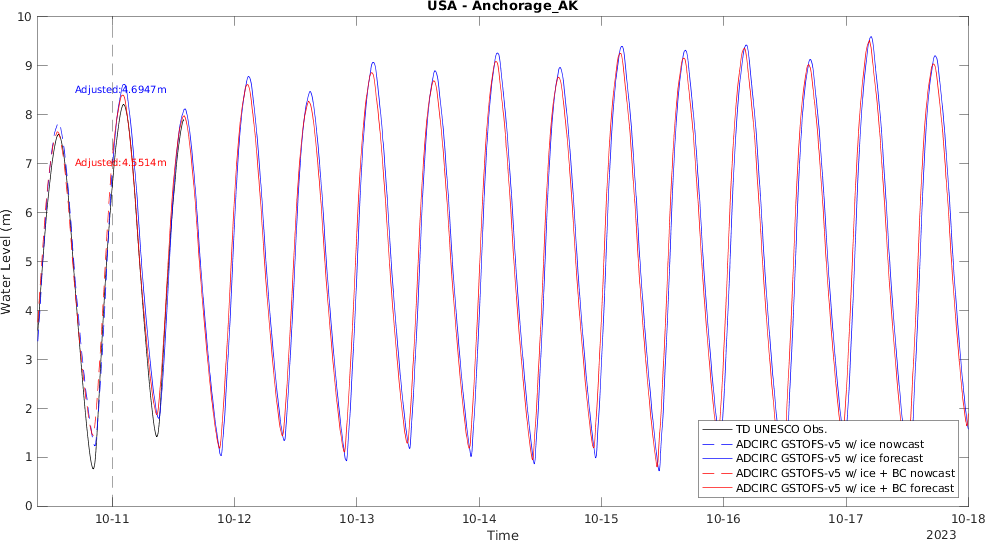 USA - Anchorage_AK
10
9
8
7
6
5
4
3
2
1
0
Water Level (m)
Adjusted:4.6947m
Adjusted:4.5514m
TD UNESCO Obs.
ADCIRC GSTOFS-v5 w/ ice nowcast
ADCIRC GSTOFS-v5 w/ ice forecast
ADCIRC GSTOFS-v5 w/ ice + BC nowcast
ADCIRC GSTOFS-v5 w/ ice + BC forecast
10-11 10-12 10-13 10-14 10-15 10-16 10-17 10-18
Time
2023